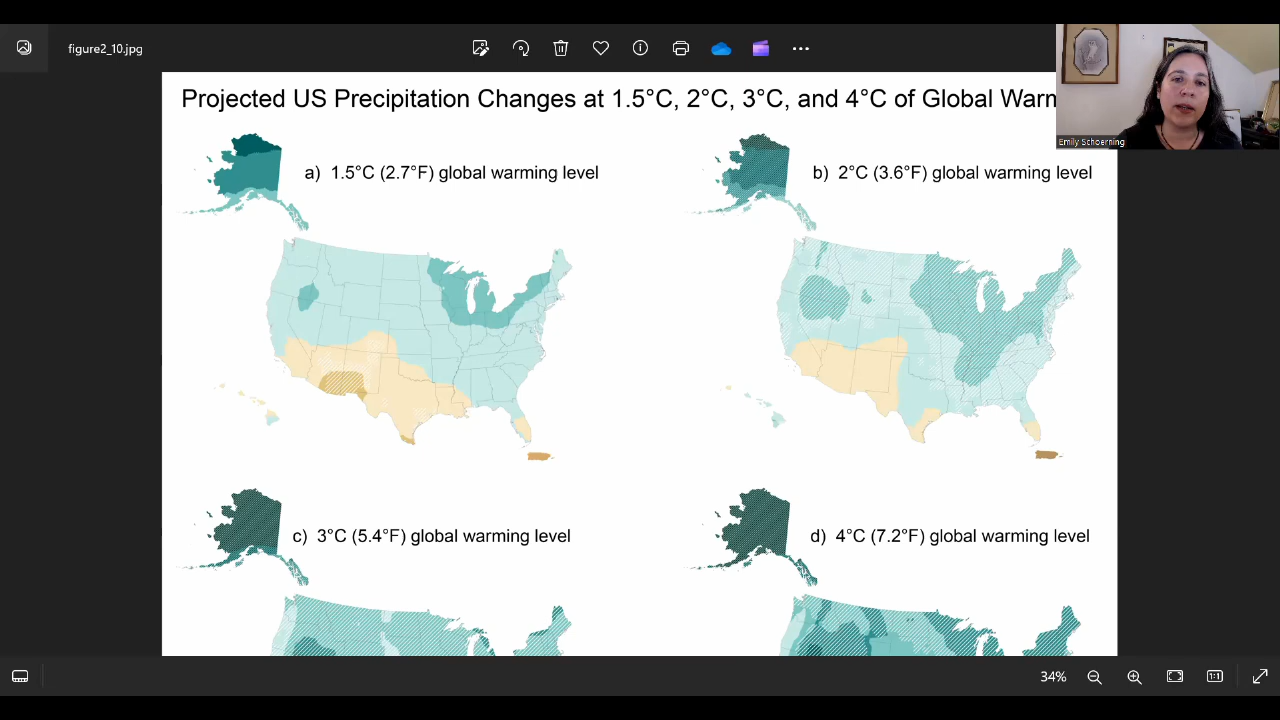 figure2_10.jpg
Projected US Precipitation Changes at 1.5°C, 2°C, 3°C, and 4°C of Global Warm
Emily Schoerning
a) 1.5°C (2.7°F) global warming level
b) 2°C (3.6°F) global warming level
c) 3°C (5.4°F) global warming level
d) 4°C (7.2°F) global warming level
34%
1:1